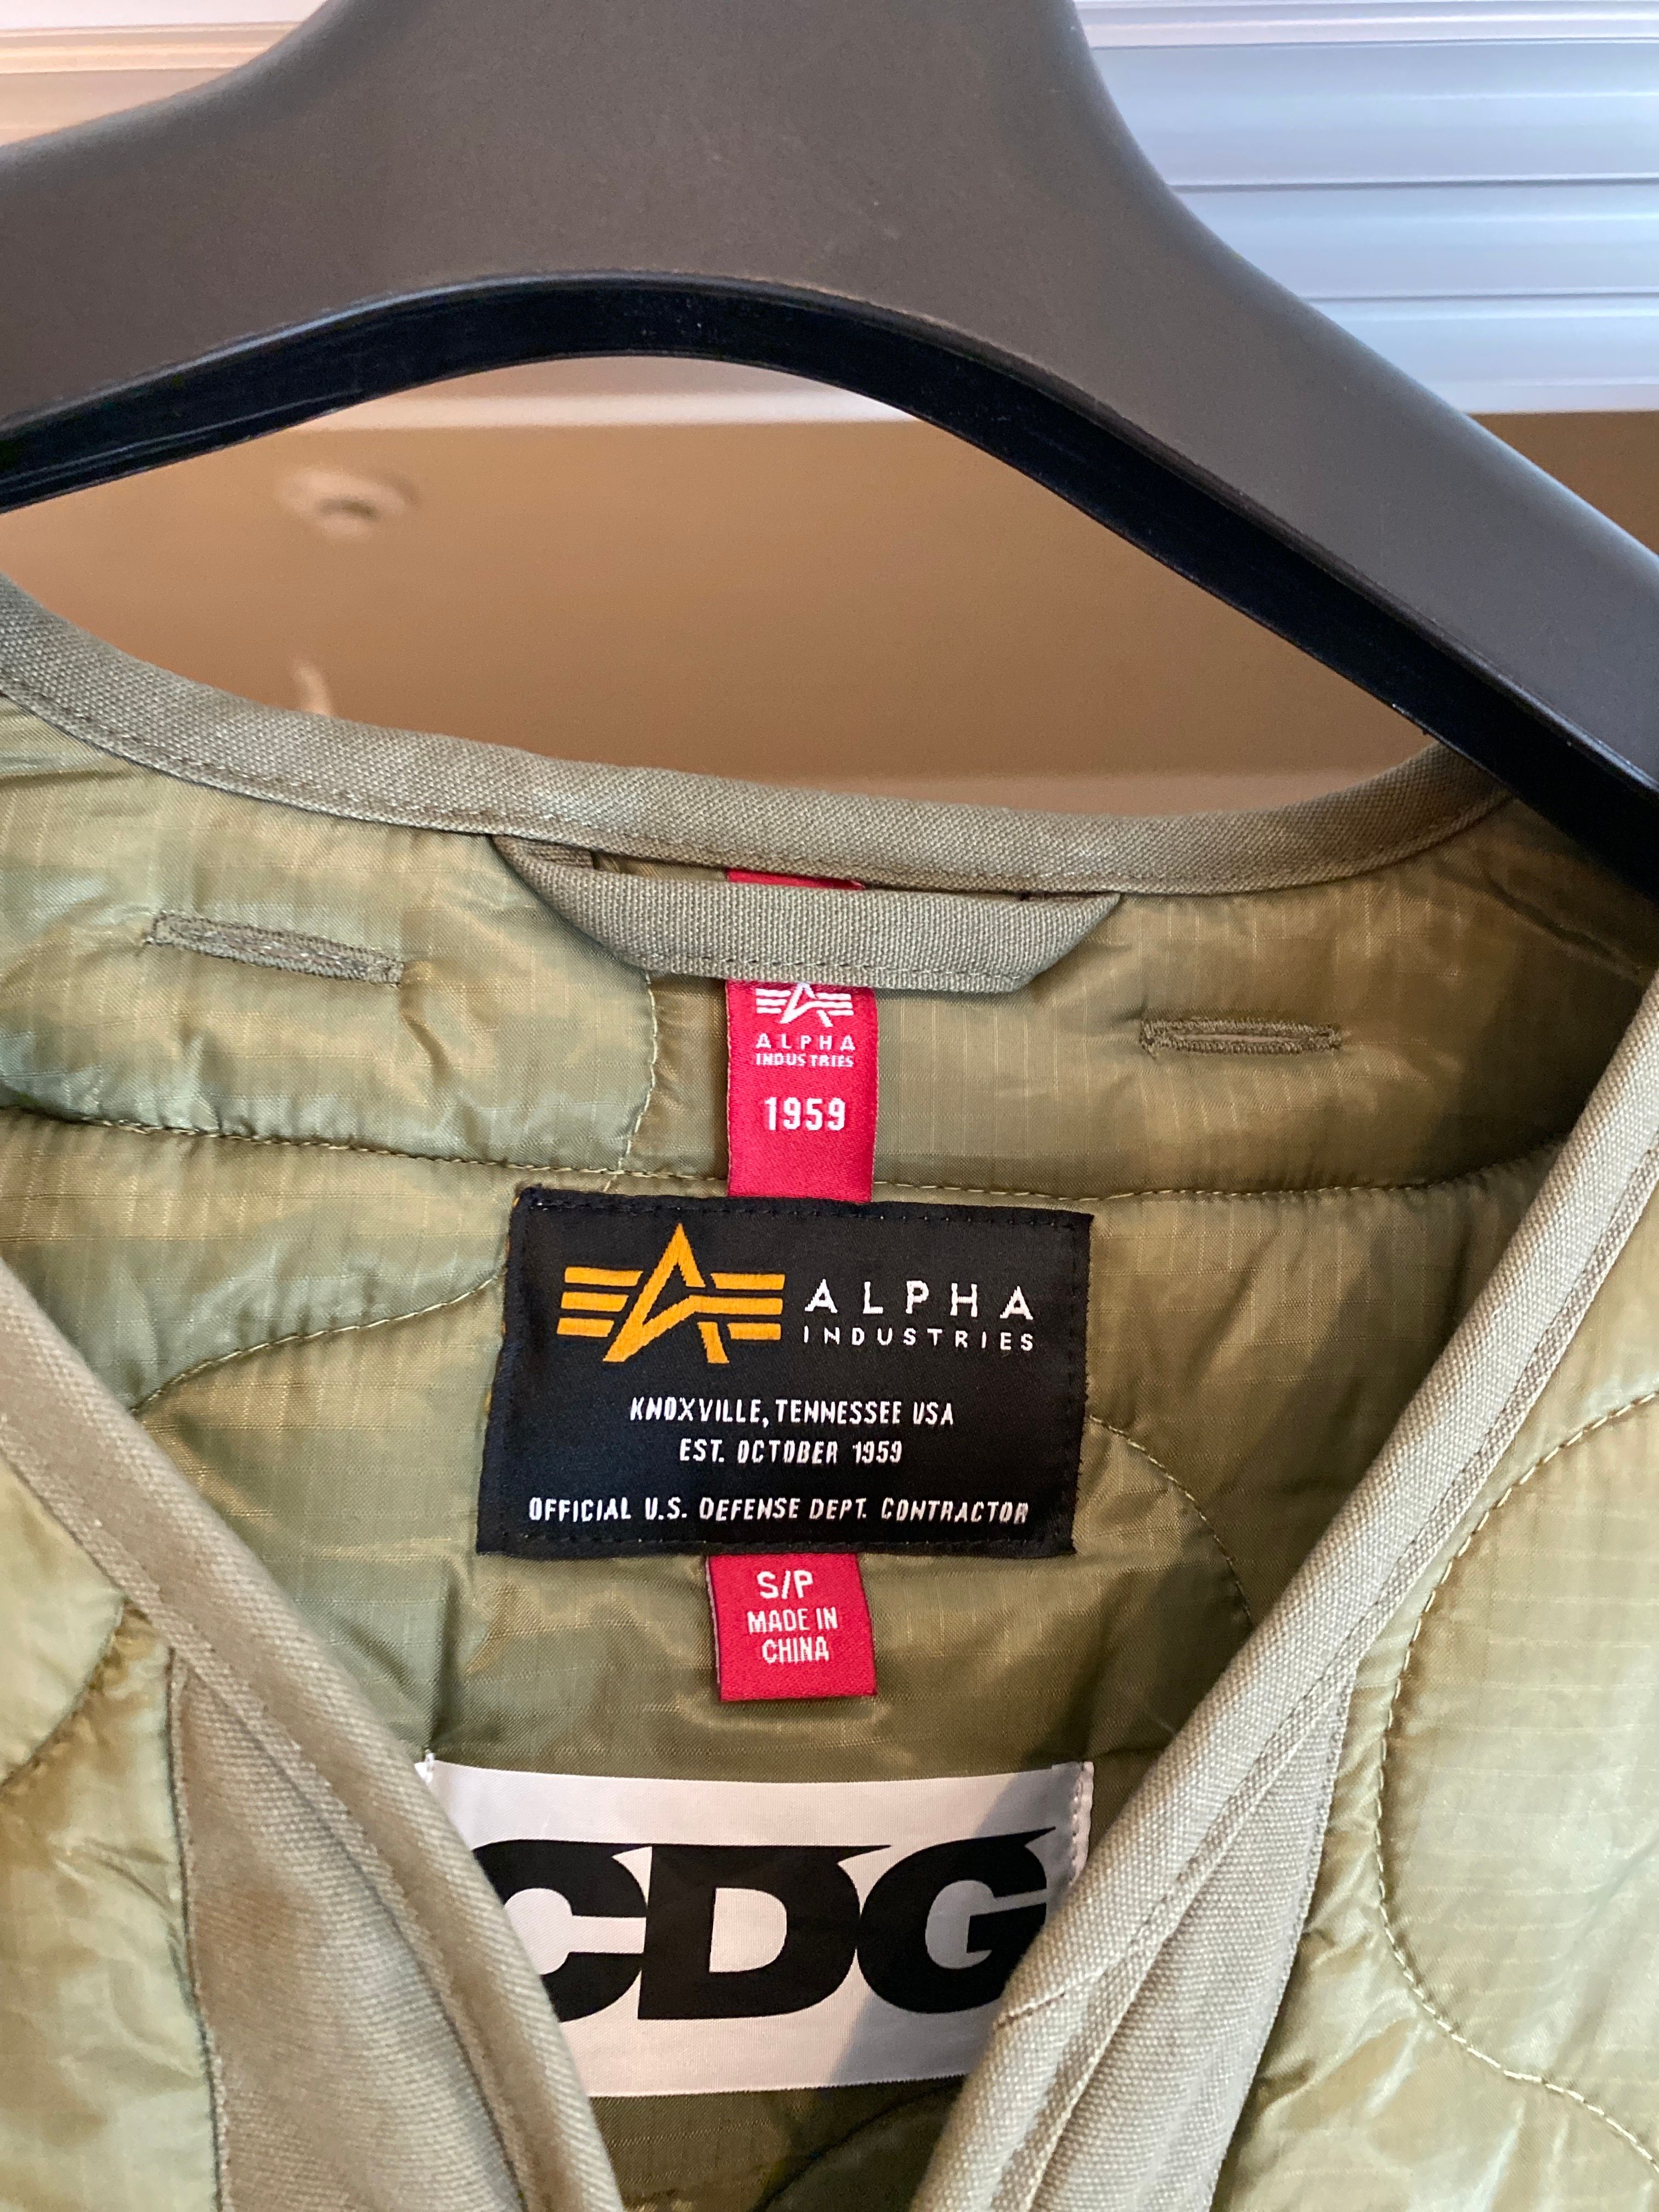 ALPHA
INDUSTRIES
1959
ALPHA
INDUSTRIES
KNOXVILLE, TENNESSEE USA
EST. OCTOBER 1959
OFFICIAL U.S. DEFENSE DEPT. CONTRACTOR
S/P
MADE IN
CHINA
CDG